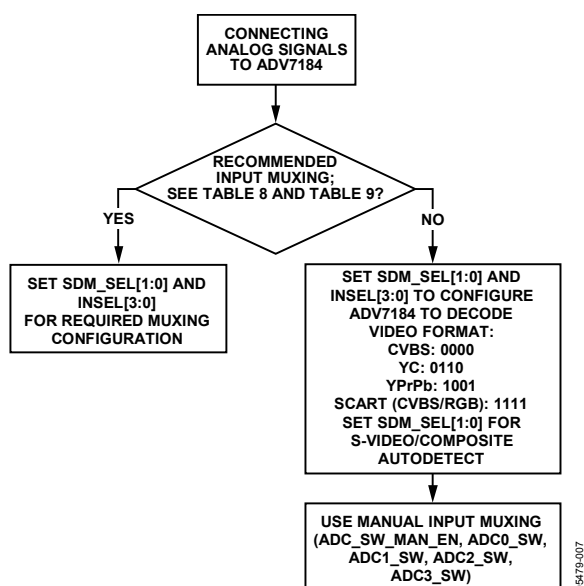 CONNECTING
ANALOG SIGNALS
TO ADV7184
RECOMMENDED
INPUT MUXING;
SEE TABLE 8 AND TABLE 9?
YES
NO
SET SDM_SEL[1:0] AND
INSEL[3:0]
FOR REQUIRED MUXING
CONFIGURATION
SET SDM_SEL[1:0] AND
INSEL[3:0] TO CONFIGURE
ADV7184 TO DECODE
VIDEO FORMAT:
CVBS: 0000
YC: 0110
YPrPb: 1001
SCART (CVBS/RGB): 1111
SET SDM_SEL[1:0] FOR
S-VIDEO/COMPOSITE
AUTODETECT
USE MANUAL INPUT MUXING
(ADC_SW_MAN_EN, ADC0_SW,
ADC1_SW, ADC2_SW,
ADC3_SW)
5479-007